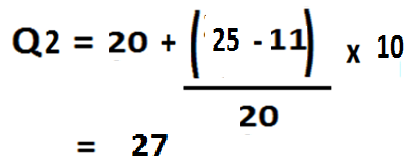 Q2 = 20 + (25 - 11) x 10
20
= 27